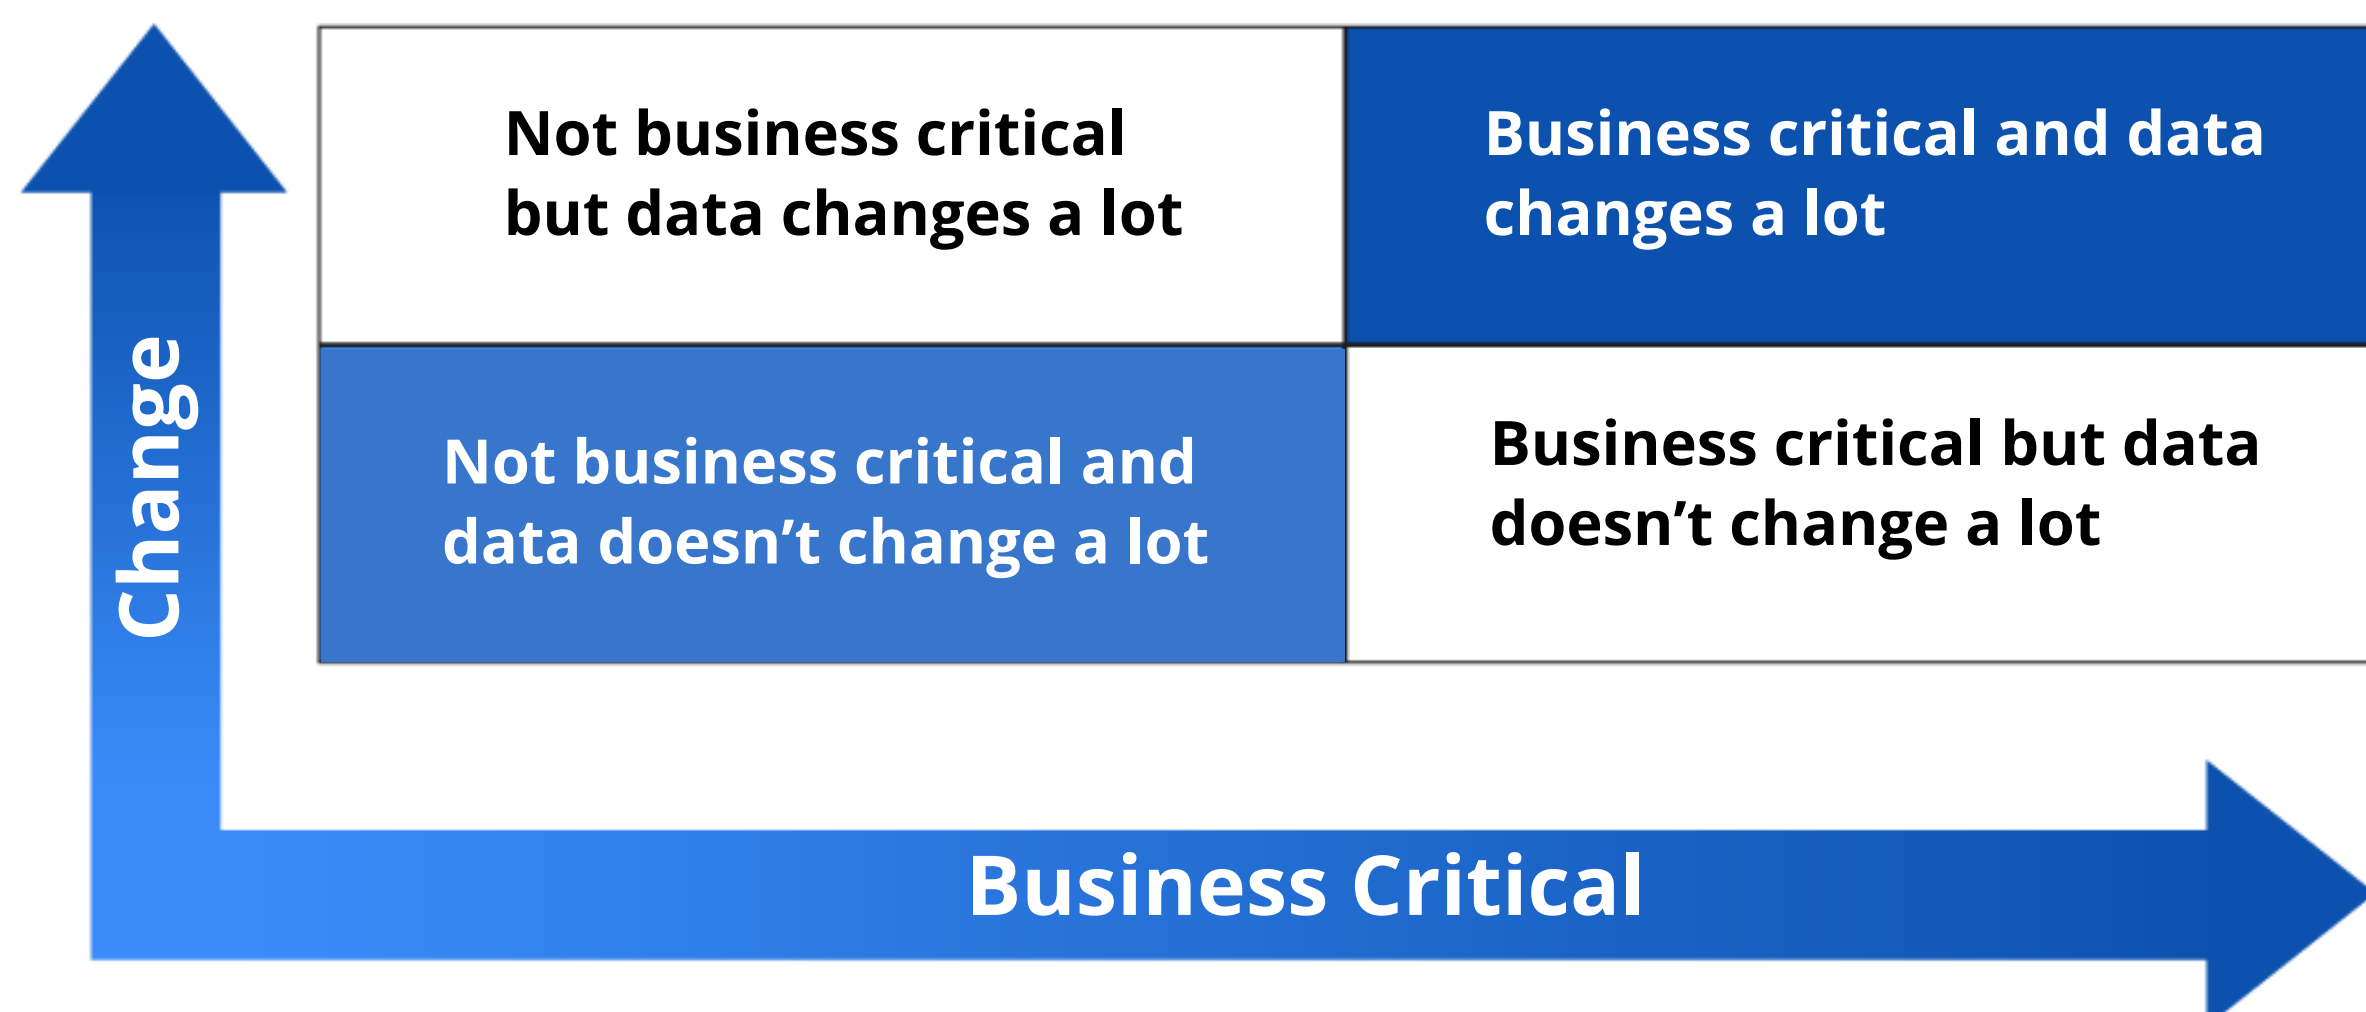 Not business critical
but data changes a lot
Business critical and data
changes a lot
Change
Not business critical and
data doesn’t change a lot
Business critical but data
doesn’t change a lot
Business Critical